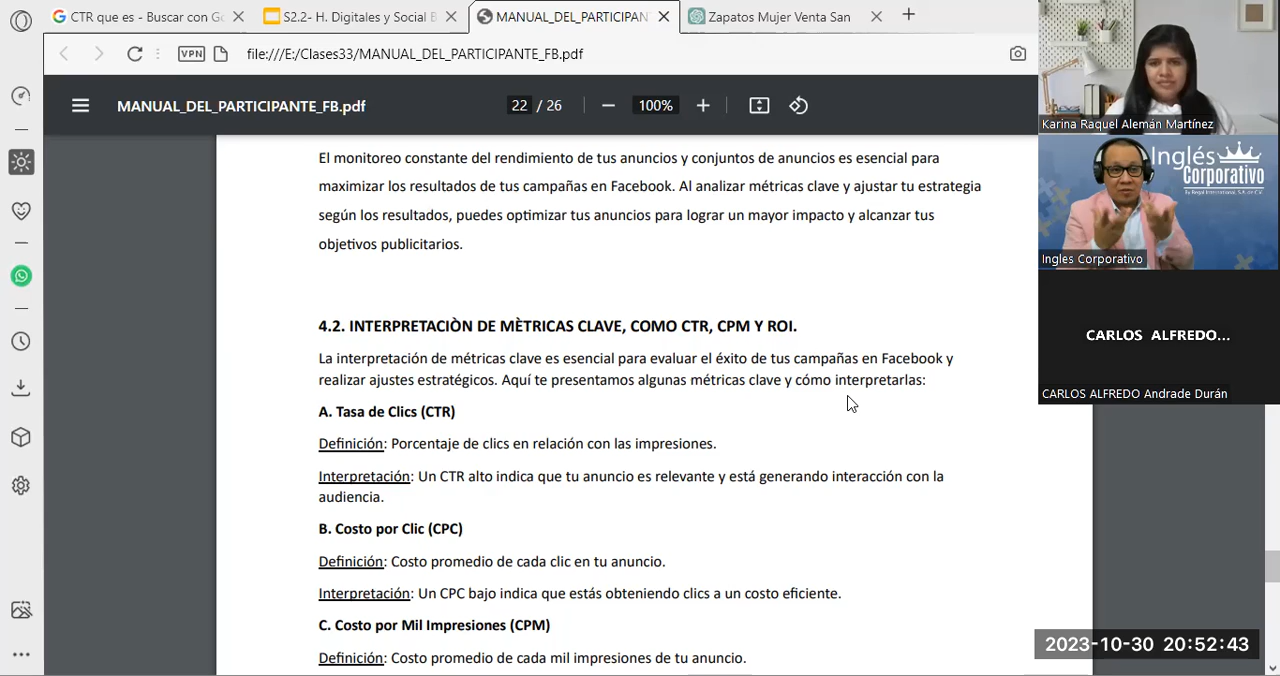 CTR que es - Buscar con Go
S2.2- H. Digitales y Social B
MANUAL_DEL_PARTICIPAN
Zapatos Mujer Venta San
VPN
file:///E:/Clases33/MANUAL_DEL_PARTICIPANTE_FB.pdf
MANUAL_DEL_PARTICIPANTE_FB.pdf
22 / 26
100%
El monitoreo constante del rendimiento de tus anuncios y conjuntos de anuncios es esencial para
maximizar los resultados de tus campañas en Facebook. Al analizar métricas clave y ajustar tu estrategia
según los resultados, puedes optimizar tus anuncios para lograr un mayor impacto y alcanzar tus
objetivos publicitarios.
4.2. INTERPRETACIÒN DE MÈTRICAS CLAVE, COMO CTR, CPM Y ROI.
La interpretación de métricas clave es esencial para evaluar el éxito de tus campañas en Facebook y
realizar ajustes estratégicos. Aquí te presentamos algunas métricas clave y cómo interpretarlas:
A. Tasa de Clics (CTR)
Definición: Porcentaje de clics en relación con las impresiones.
Interpretación: Un CTR alto indica que tu anuncio es relevante y está generando interacción con la
audiencia.
B. Costo por Clic (CPC)
Definición: Costo promedio de cada clic en tu anuncio.
Interpretación: Un CPC bajo indica que estás obteniendo clics a un costo eficiente.
C. Costo por Mil Impresiones (CPM)
Definición: Costo promedio de cada mil impresiones de tu anuncio.
Karina Raquel Alemán Martínez
Inglés
Corporativo
By Regal International, S.A. de C.V.
Ingles Corporativo
CARLOS ALFREDO...
CARLOS ALFREDO Andrade Durán
2023-10-30 20:52:43